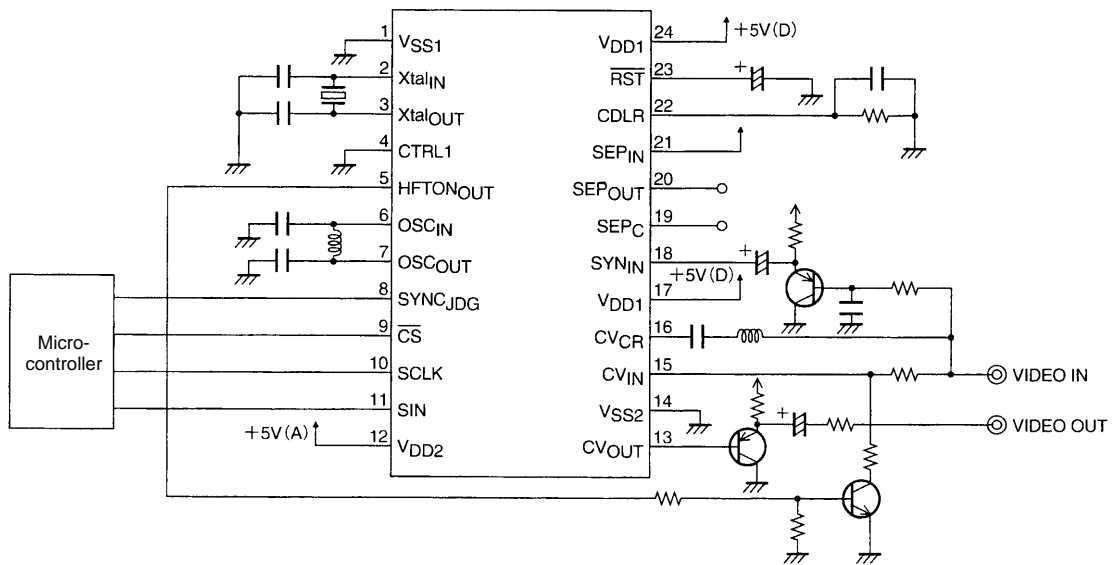 1 VSS1
2 XtalIN
3 XtalOUT
4 CTRL1
5 HFTONOUT
6 OSCIN
7 OSCOUT
8 SYNCJDG
9 CS
10 SCLK
11 SIN
+5V(A) 12 VDD2
Micro-
controller
VDD1 24 +5V(D)
RST 23 +
CDLR 22
SEPIN 21
SEPOUT 20
SEPC 19
SYNIN 18 +
VDD1 17 +5V(D)
CVCR 16
CVIN 15
VSS2 14
CVOUT 13 +
VIDEO IN
VIDEO OUT